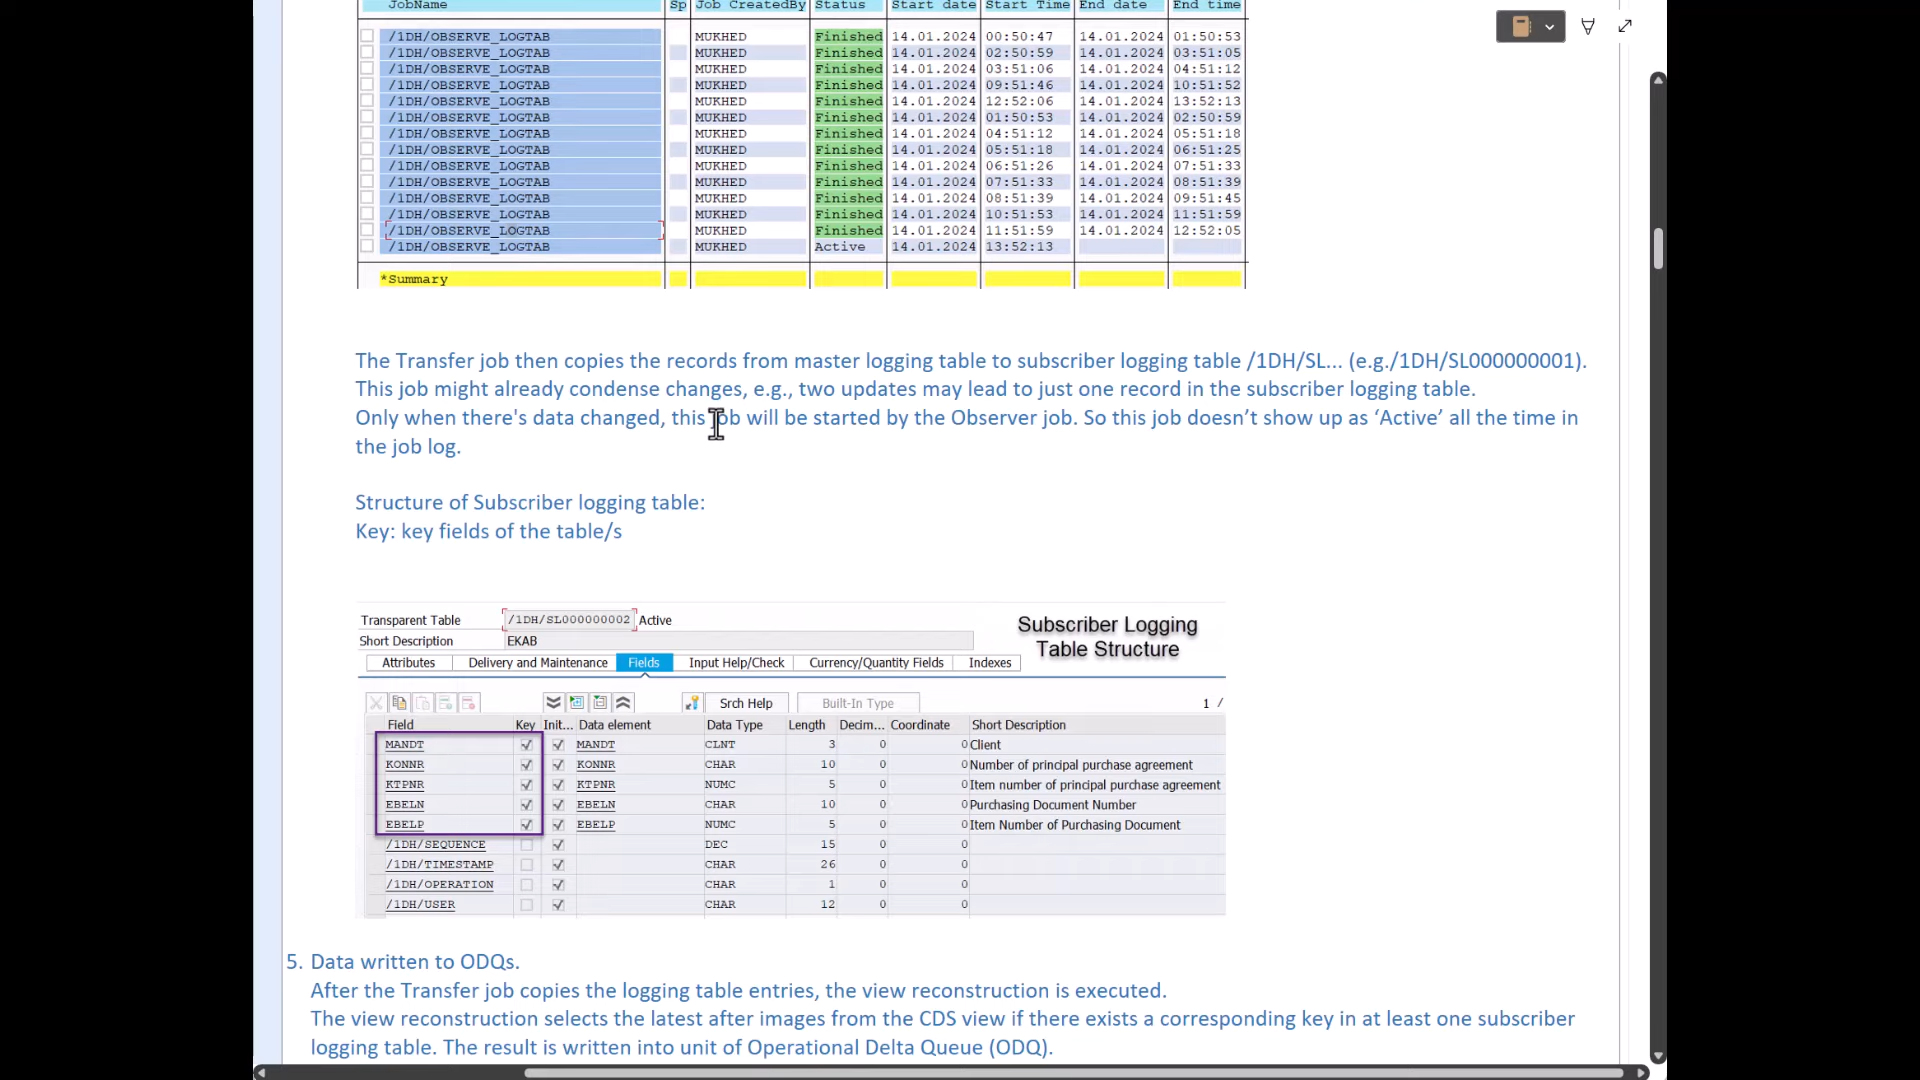 JobName Sp Job CreatedBy Status Start date Start Time End date End time
/1DH/OBSERVE_LOGTAB MUKHED Finished 14.01.2024 00:50:47 14.01.2024 01:50:53
/1DH/OBSERVE_LOGTAB MUKHED Finished 14.01.2024 02:50:59 14.01.2024 03:51:05
/1DH/OBSERVE_LOGTAB MUKHED Finished 14.01.2024 03:51:06 14.01.2024 04:51:12
/1DH/OBSERVE_LOGTAB MUKHED Finished 14.01.2024 09:51:46 14.01.2024 10:51:52
/1DH/OBSERVE_LOGTAB MUKHED Finished 14.01.2024 12:52:06 14.01.2024 13:52:13
/1DH/OBSERVE_LOGTAB MUKHED Finished 14.01.2024 01:50:53 14.01.2024 02:50:59
/1DH/OBSERVE_LOGTAB MUKHED Finished 14.01.2024 04:51:12 14.01.2024 05:51:18
/1DH/OBSERVE_LOGTAB MUKHED Finished 14.01.2024 05:51:18 14.01.2024 06:51:25
/1DH/OBSERVE_LOGTAB MUKHED Finished 14.01.2024 06:51:26 14.01.2024 07:51:33
/1DH/OBSERVE_LOGTAB MUKHED Finished 14.01.2024 07:51:33 14.01.2024 08:51:39
/1DH/OBSERVE_LOGTAB MUKHED Finished 14.01.2024 08:51:39 14.01.2024 09:51:45
/1DH/OBSERVE_LOGTAB MUKHED Finished 14.01.2024 10:51:53 14.01.2024 11:51:59
/1DH/OBSERVE_LOGTAB MUKHED Finished 14.01.2024 11:51:59 14.01.2024 12:52:05
/1DH/OBSERVE_LOGTAB MUKHED Active 14.01.2024 13:52:13
*Summary
The Transfer job then copies the records from master logging table to subscriber logging table /1DH/SL... (e.g./1DH/SL000000001).
This job might already condense changes, e.g., two updates may lead to just one record in the subscriber logging table.
Only when there's data changed, this job will be started by the Observer job. So this job doesn’t show up as ‘Active’ all the time in
the job log.
Structure of Subscriber logging table:
Key: key fields of the table/s
Transparent Table /1DH/SL000000002 Active
Short Description EKAB
Subscriber Logging
Table Structure
Attributes Delivery and Maintenance Fields Input Help/Check Currency/Quantity Fields Indexes
Srch Help Built-In Type 1 /
Field Key Init... Data element Data Type Length Decim... Coordinate Short Description
MANDT MANDT CLNT 3 0 0 Client
KONNR KONNR CHAR 10 0 0 Number of principal purchase agreement
KTPNR KTPNR NUMC 5 0 0 Item number of principal purchase agreement
EBELN EBELN CHAR 10 0 0 Purchasing Document Number
EBELP EBELP NUMC 5 0 0 Item Number of Purchasing Document
/1DH/SEQUENCE DEC 15 0 0
/1DH/TIMESTAMP CHAR 26 0 0
/1DH/OPERATION CHAR 1 0 0
/1DH/USER CHAR 12 0 0
5. Data written to ODQs.
After the Transfer job copies the logging table entries, the view reconstruction is executed.
The view reconstruction selects the latest after images from the CDS view if there exists a corresponding key in at least one subscriber
logging table. The result is written into unit of Operational Delta Queue (ODQ).